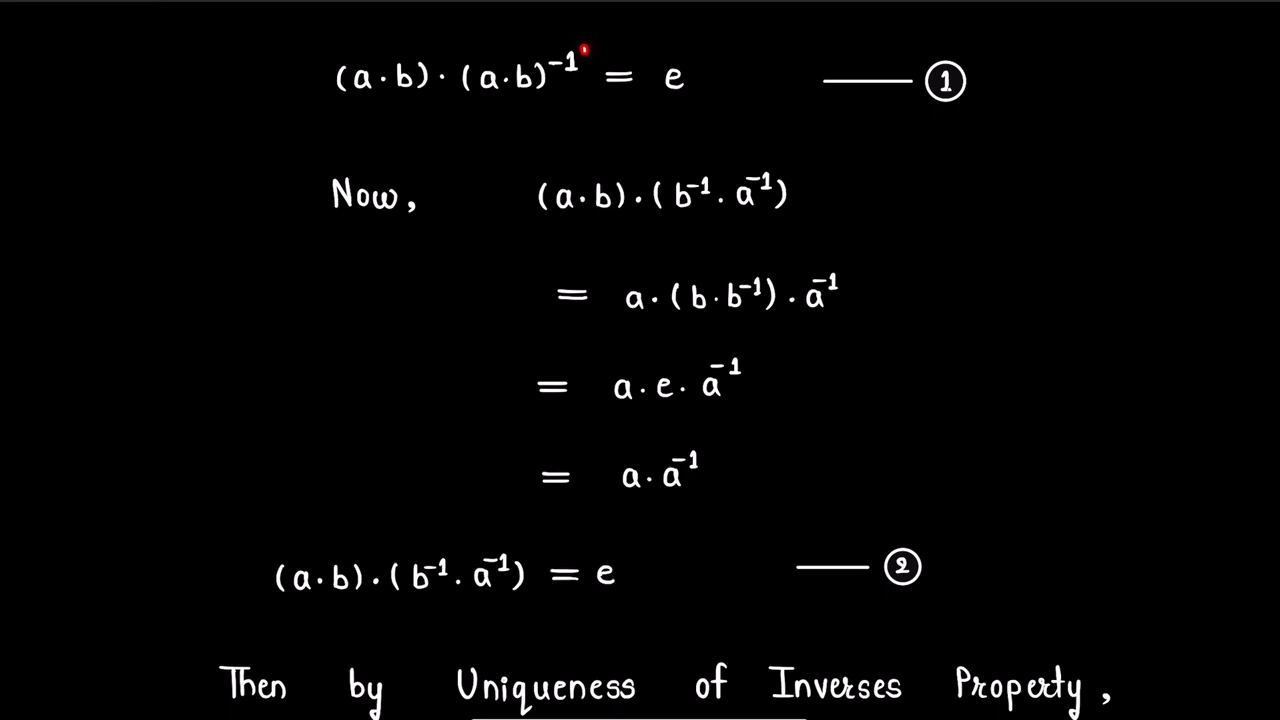 (a·b)·(a·b)⁻¹ = e —— ①
Now, (a·b)·(b⁻¹·a⁻¹)
= a·(b·b⁻¹)·a⁻¹
= a·e·a⁻¹
= a·a⁻¹
(a·b)·(b⁻¹·a⁻¹) = e —— ②
Then by Uniqueness of Inverses Property,